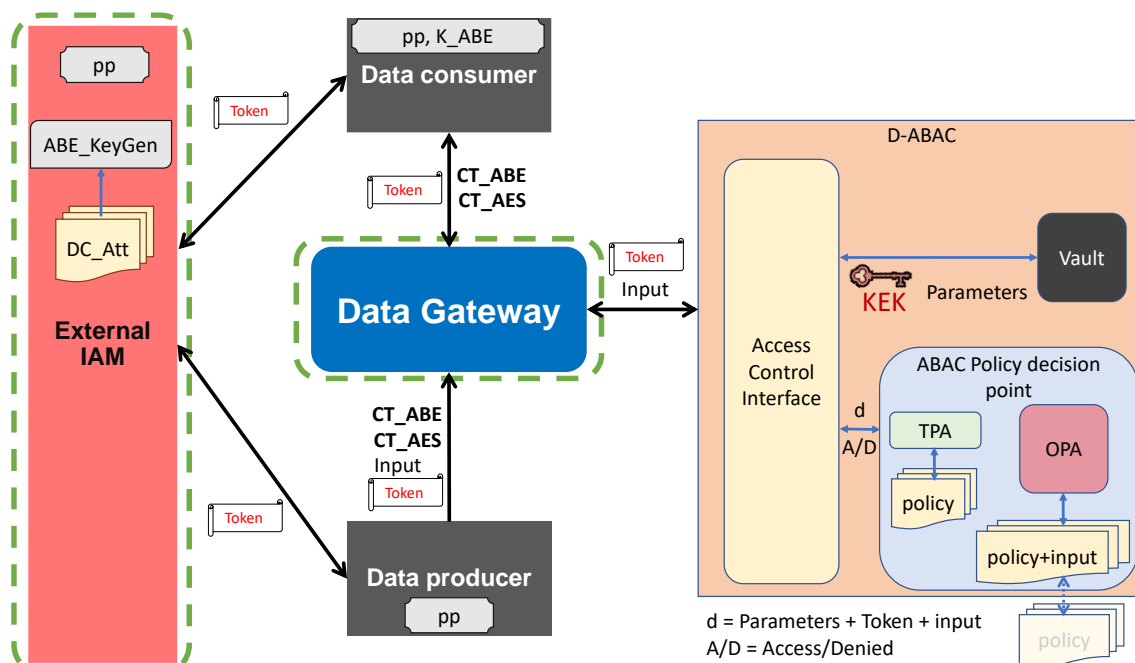 pp
ABE_KeyGen
DC_Att
External
IAM
Token
Token
pp, K_ABE
Data consumer
Token
CT_ABE
CT_AES
Data Gateway
CT_ABE
CT_AES
Input
Token
Data producer
pp
Token
Input
D-ABAC
Access
Control
Interface
Vault
KEK
Parameters
ABAC Policy decision
point
d
A/D
TPA
policy
OPA
policy+input
policy
d = Parameters + Token + input
A/D = Access/Denied